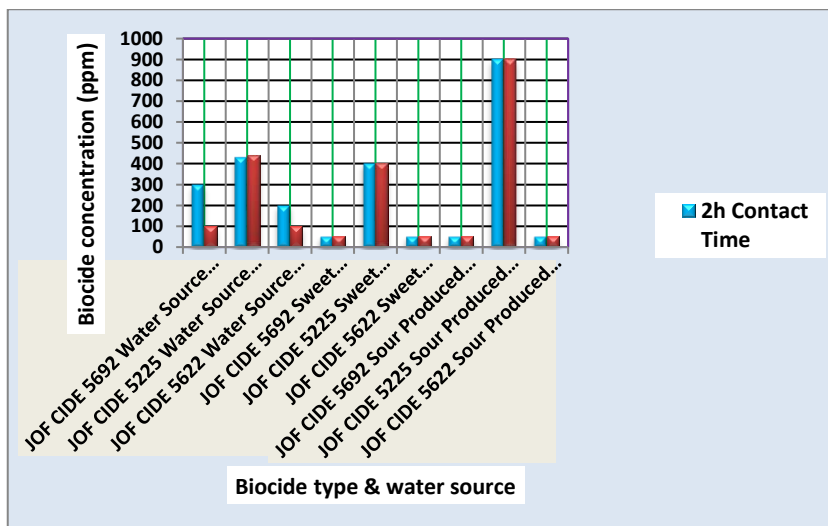 1000
900
800
700
600
500
400
300
200
100
0
Biocide concentration (ppm)
JOF CIDE 5692 Water Source...
JOF CIDE 5225 Water Source...
JOF CIDE 5622 Water Source...
JOF CIDE 5692 Sweet...
JOF CIDE 5225 Sweet...
JOF CIDE 5622 Sweet...
JOF CIDE 5692 Sour Produced...
JOF CIDE 5225 Sour Produced...
JOF CIDE 5622 Sour Produced...
Biocide type & water source
2h Contact
Time